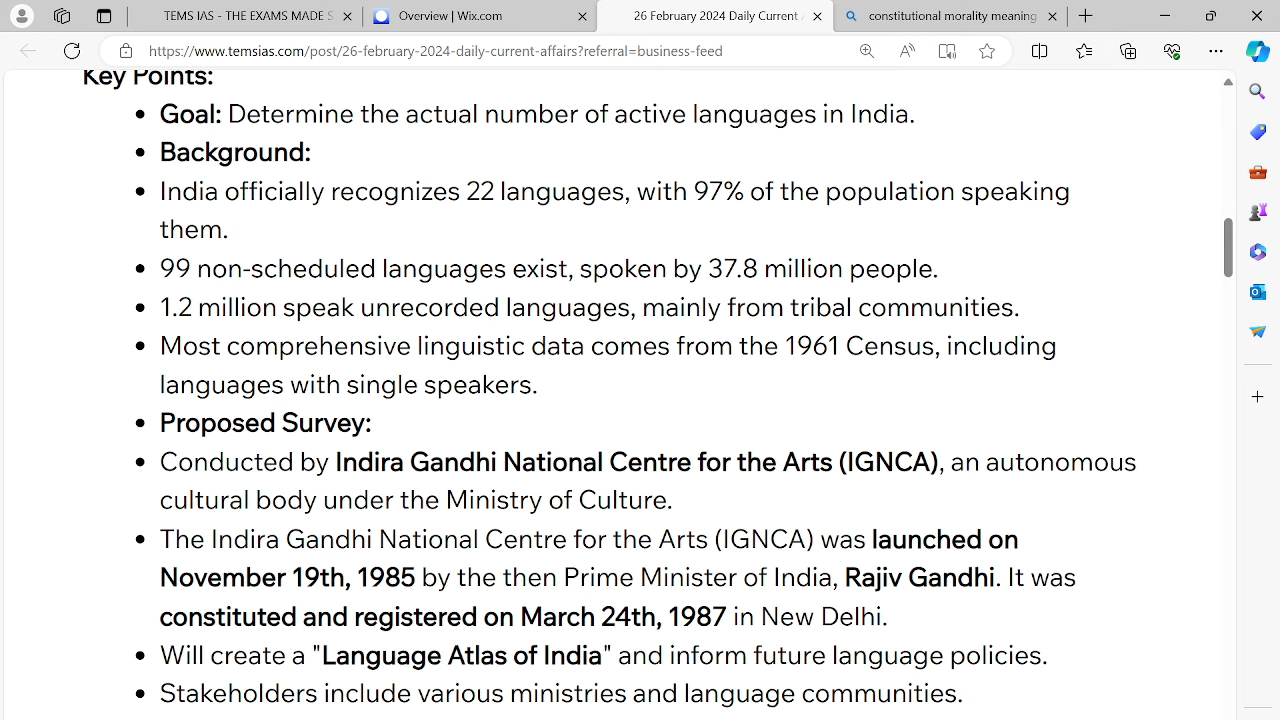 TEMS IAS - THE EXAMS MADE S
Overview | Wix.com
26 February 2024 Daily Current A
constitutional morality meaning
https://www.temsias.com/post/26-february-2024-daily-current-affairs?referral=business-feed
Key Points:
• Goal: Determine the actual number of active languages in India.
• Background:
• India officially recognizes 22 languages, with 97% of the population speaking
them.
• 99 non-scheduled languages exist, spoken by 37.8 million people.
• 1.2 million speak unrecorded languages, mainly from tribal communities.
• Most comprehensive linguistic data comes from the 1961 Census, including
languages with single speakers.
• Proposed Survey:
• Conducted by Indira Gandhi National Centre for the Arts (IGNCA), an autonomous
cultural body under the Ministry of Culture.
• The Indira Gandhi National Centre for the Arts (IGNCA) was launched on
November 19th, 1985 by the then Prime Minister of India, Rajiv Gandhi. It was
constituted and registered on March 24th, 1987 in New Delhi.
• Will create a "Language Atlas of India" and inform future language policies.
• Stakeholders include various ministries and language communities.